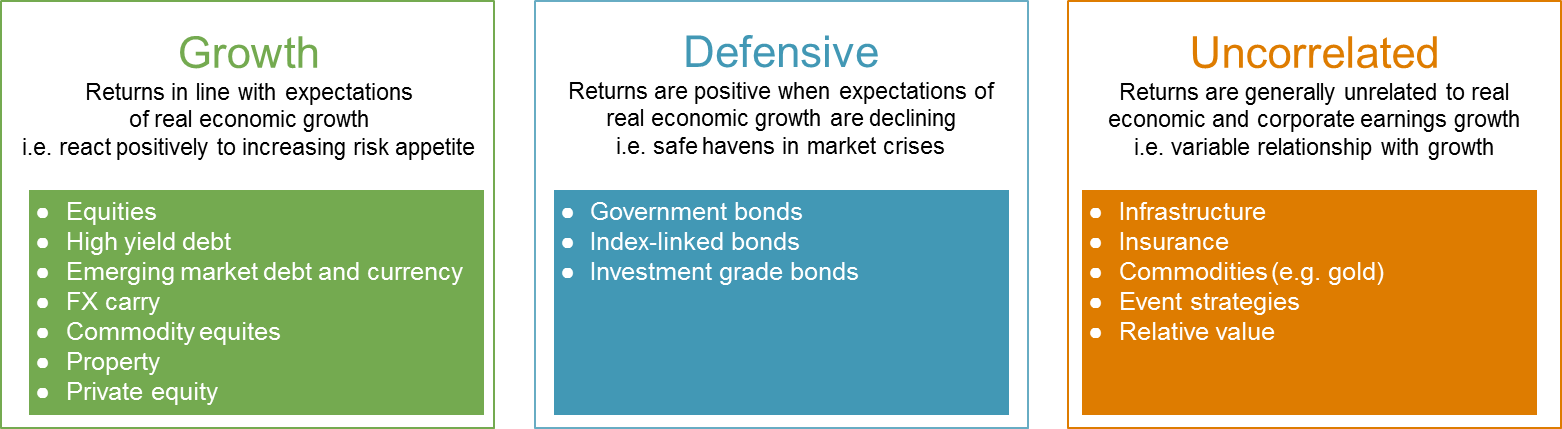 Growth
Returns in line with expectations
of real economic growth
i.e. react positively to increasing risk appetite
● Equities
● High yield debt
● Emerging market debt and currency
● FX carry
● Commodity equites
● Property
● Private equity
Defensive
Returns are positive when expectations of
real economic growth are declining
i.e. safe havens in market crises
● Government bonds
● Index-linked bonds
● Investment grade bonds
Uncorrelated
Returns are generally unrelated to real
economic and corporate earnings growth
i.e. variable relationship with growth
● Infrastructure
● Insurance
● Commodities (e.g. gold)
● Event strategies
● Relative value